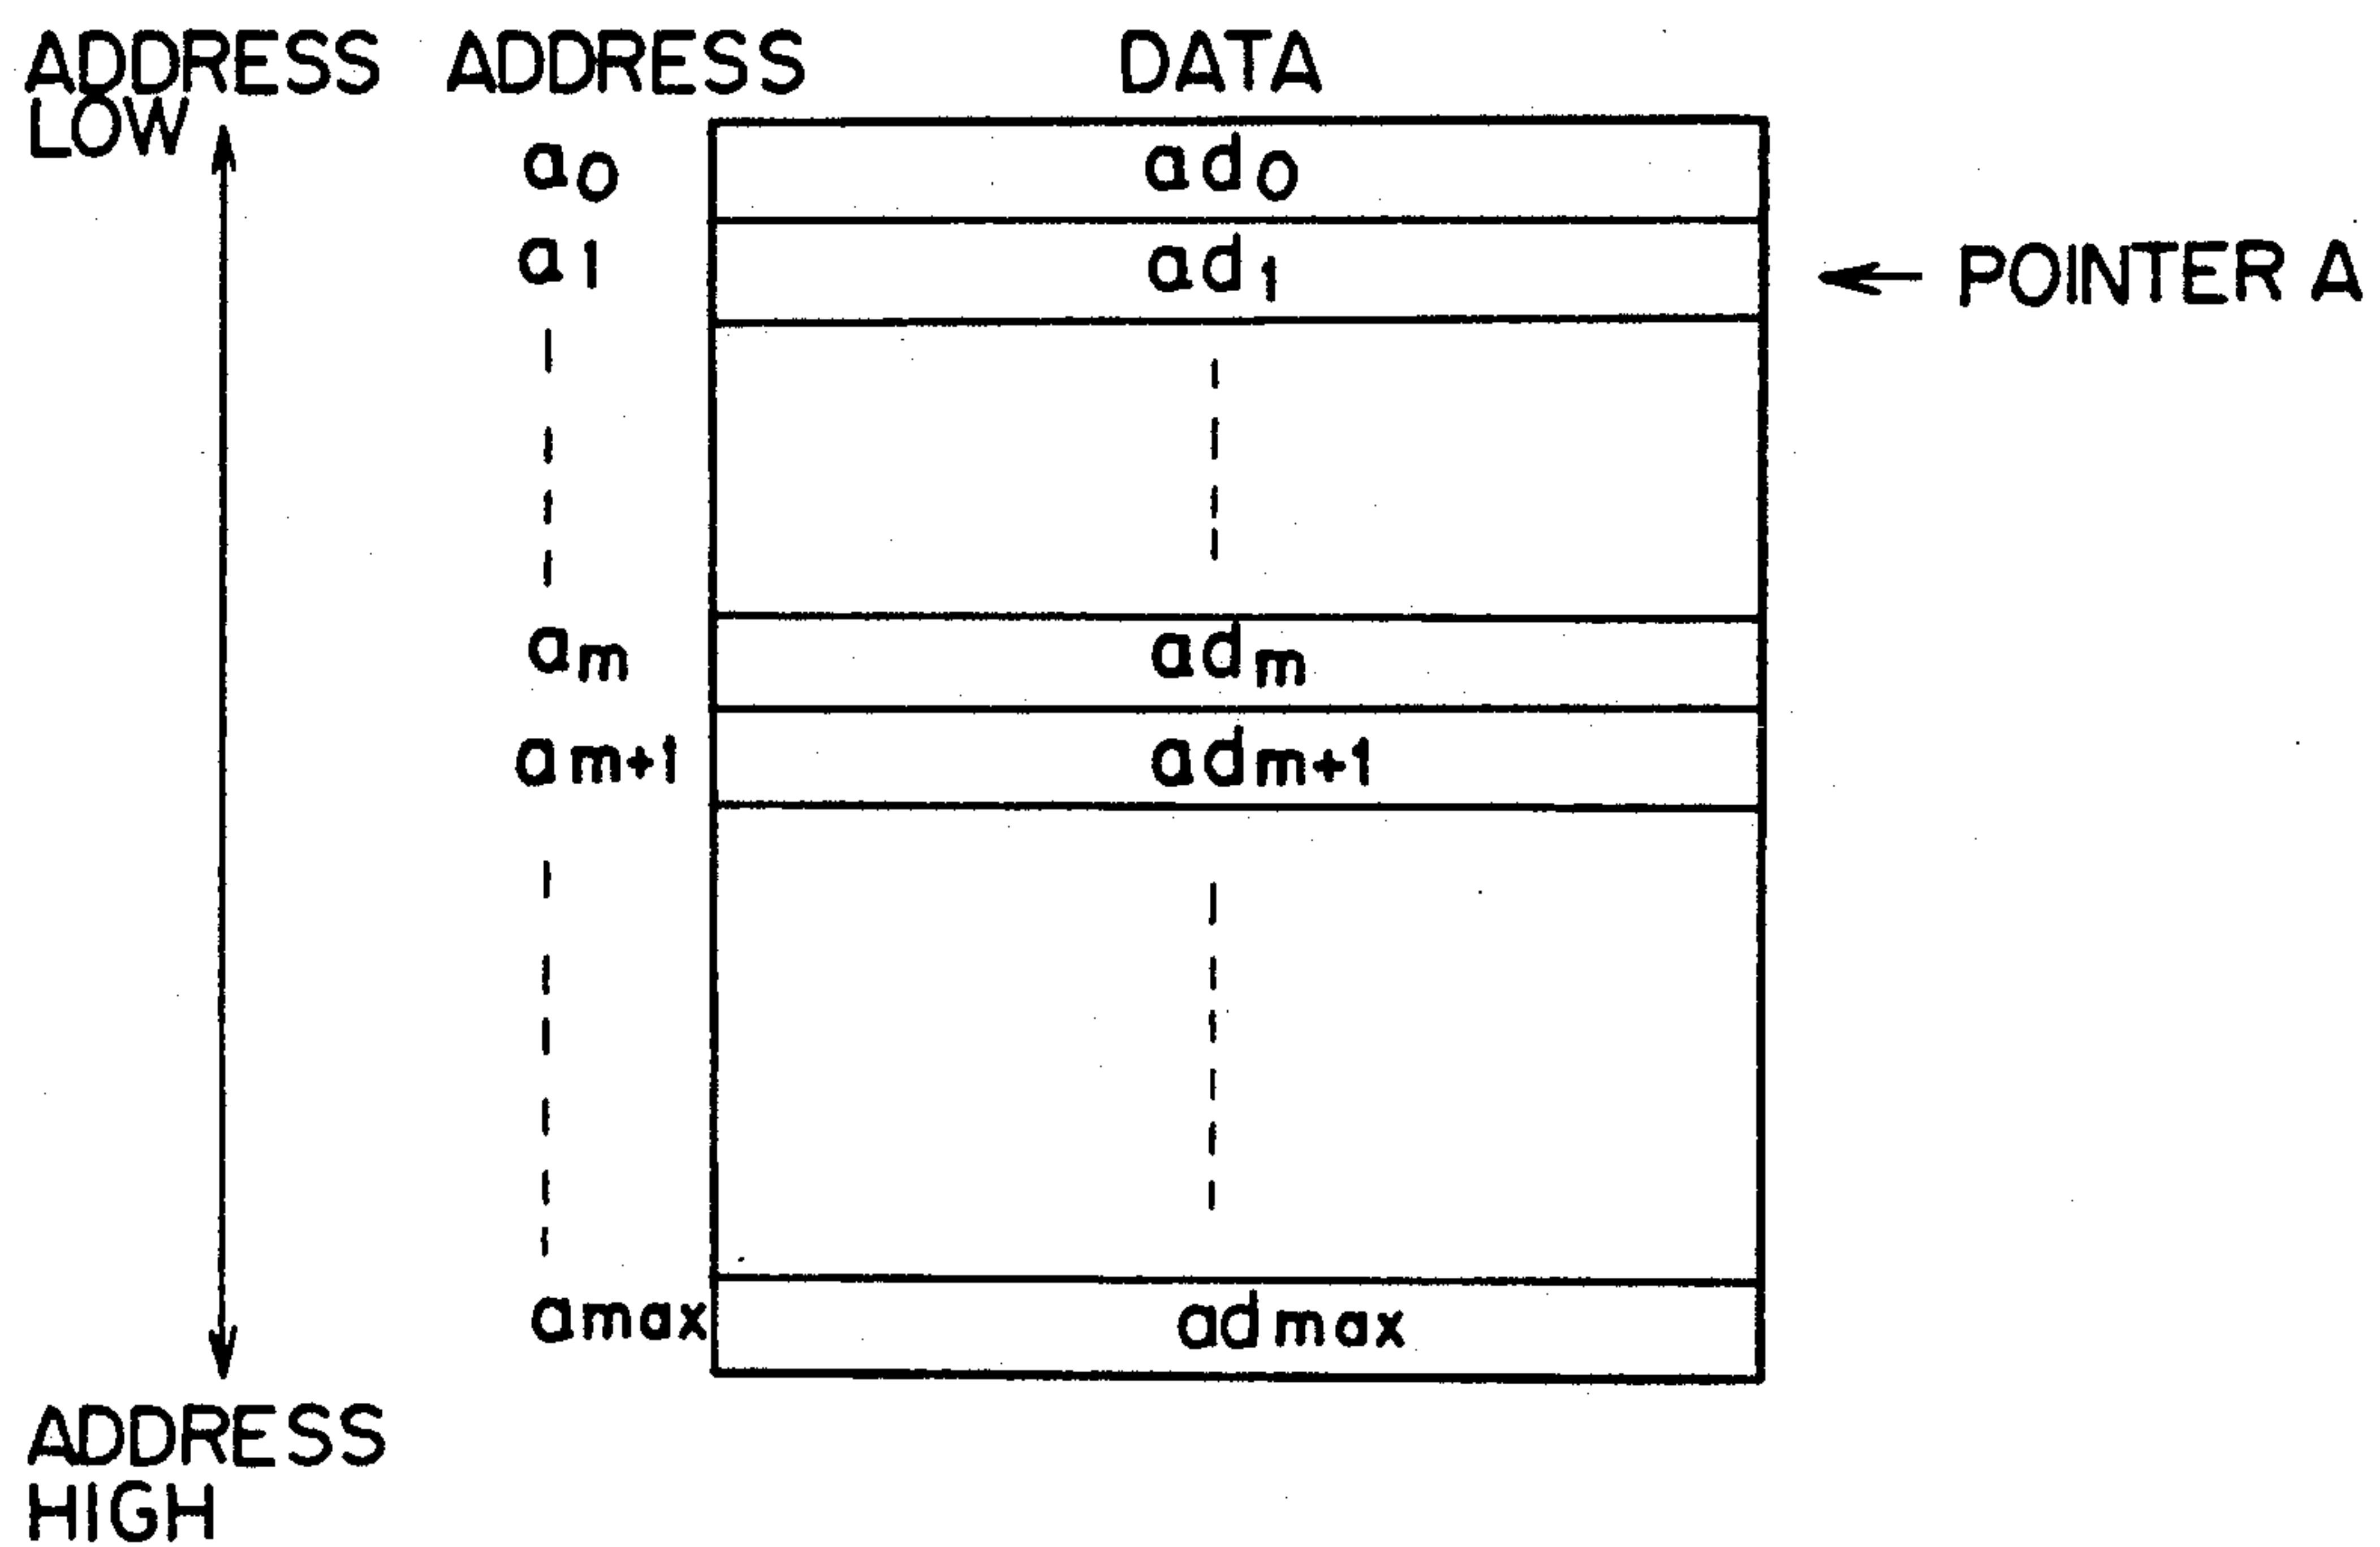 ADDRESS ADDRESS DATA
LOW
a0 ad0
a1 ad1 POINTER A
am adm
am+1 adm+1
amax admax
ADDRESS
HIGH